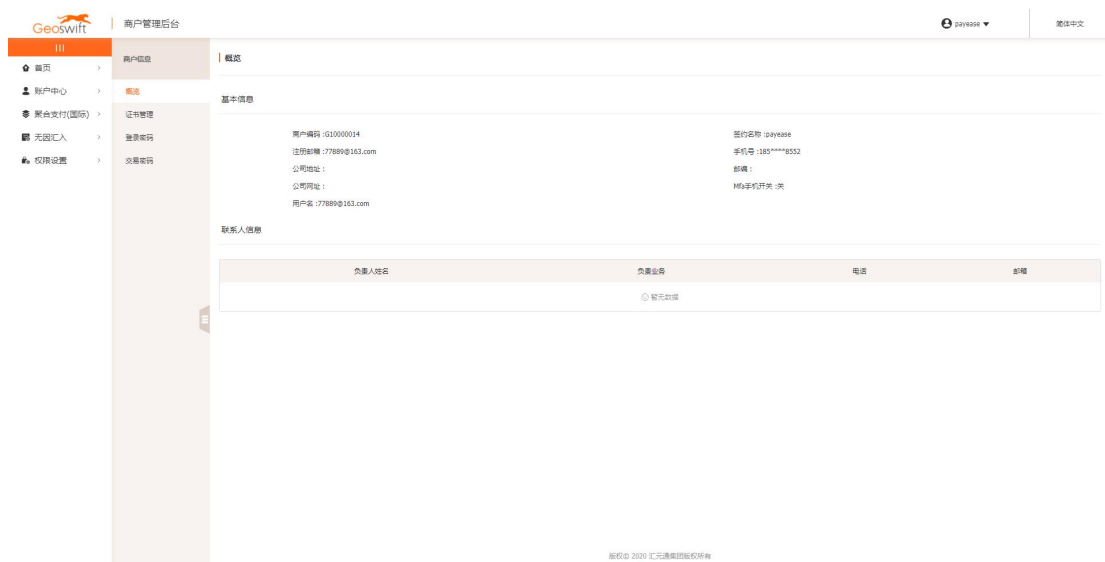 Geoswift
商户管理后台
payease
简体中文
首页
账户中心
聚合支付(国际)
无因汇入
权限设置
商户信息
概览
证书管理
登录密码
交易密码
概览
基本信息
商户编码 :G10000014
签约名称 :payease
注册邮箱 :77889@163.com
手机号 :185****8552
公司地址 :
邮编 :
公司网址 :
Mfa手机开关 :关
用户名 :77889@163.com
联系人信息
负责人姓名 负责业务 电话 邮箱
暂无数据
版权© 2020 汇元通集团版权所有